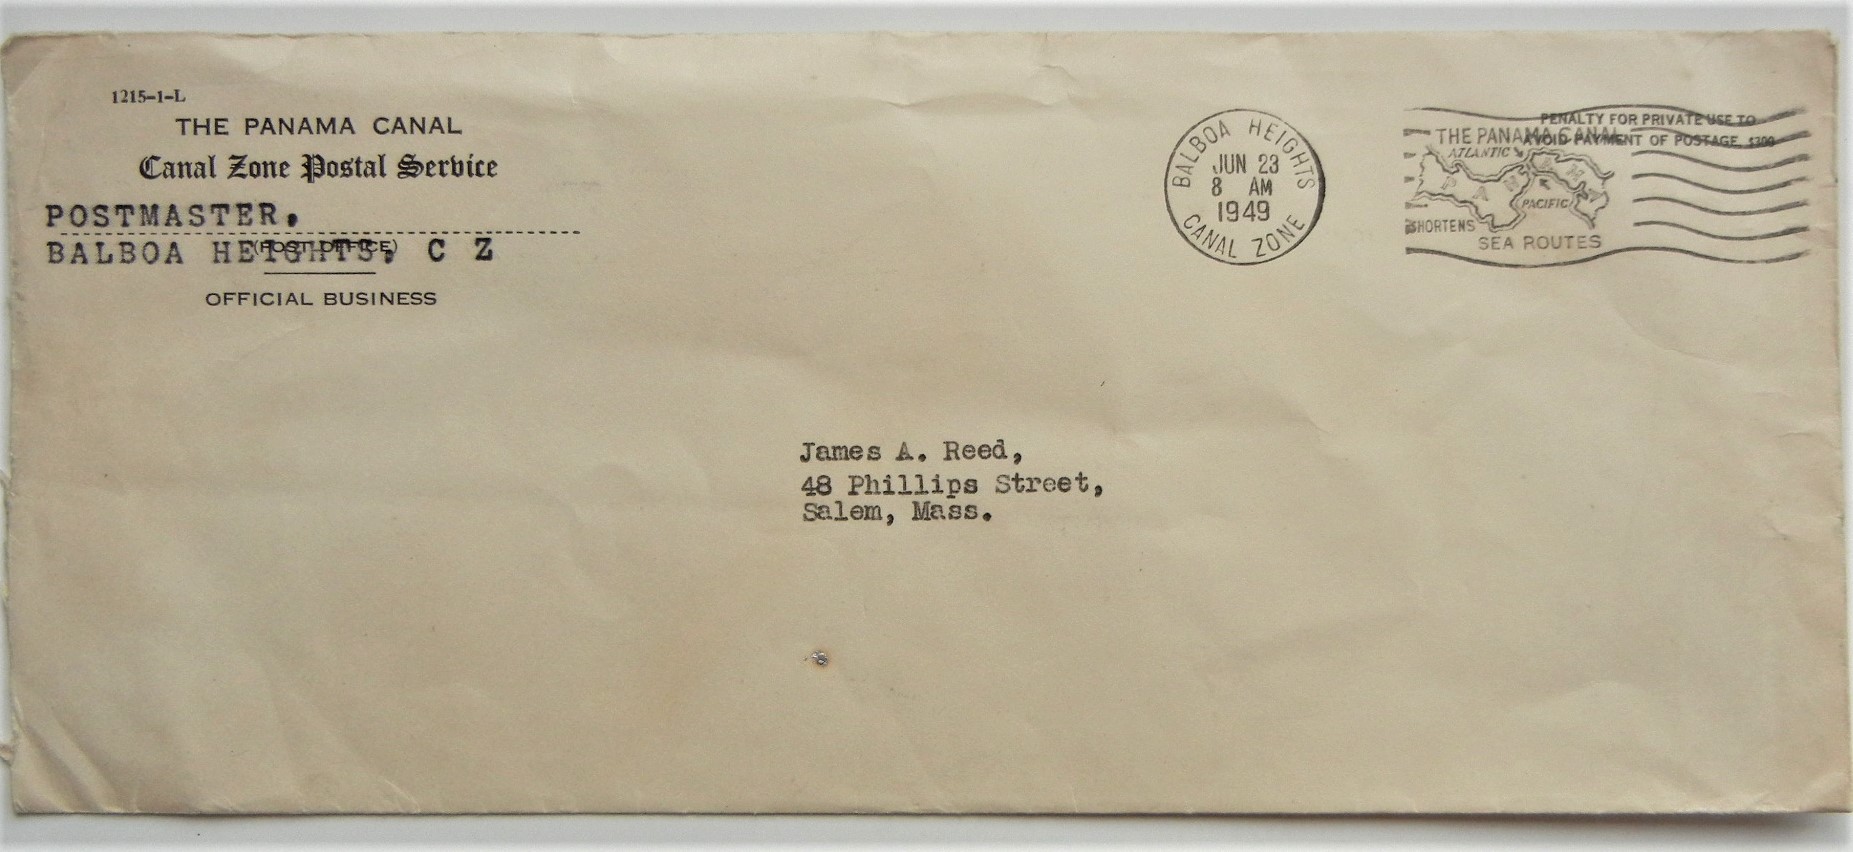 1215-1-L
THE PANAMA CANAL
Canal Zone Postal Service
POSTMASTER,
BALBOA HEIGHTS, C Z
(POST OFFICE)
OFFICIAL BUSINESS
BALBOA HEIGHTS
JUN 23
8 AM
1949
CANAL ZONE
PENALTY FOR PRIVATE USE TO
AVOID PAYMENT OF POSTAGE, $300
THE PANAMA CANAL
ATLANTIC
PANAMA
PACIFIC
SHORTENS
SEA ROUTES
James A. Reed,
48 Phillips Street,
Salem, Mass.